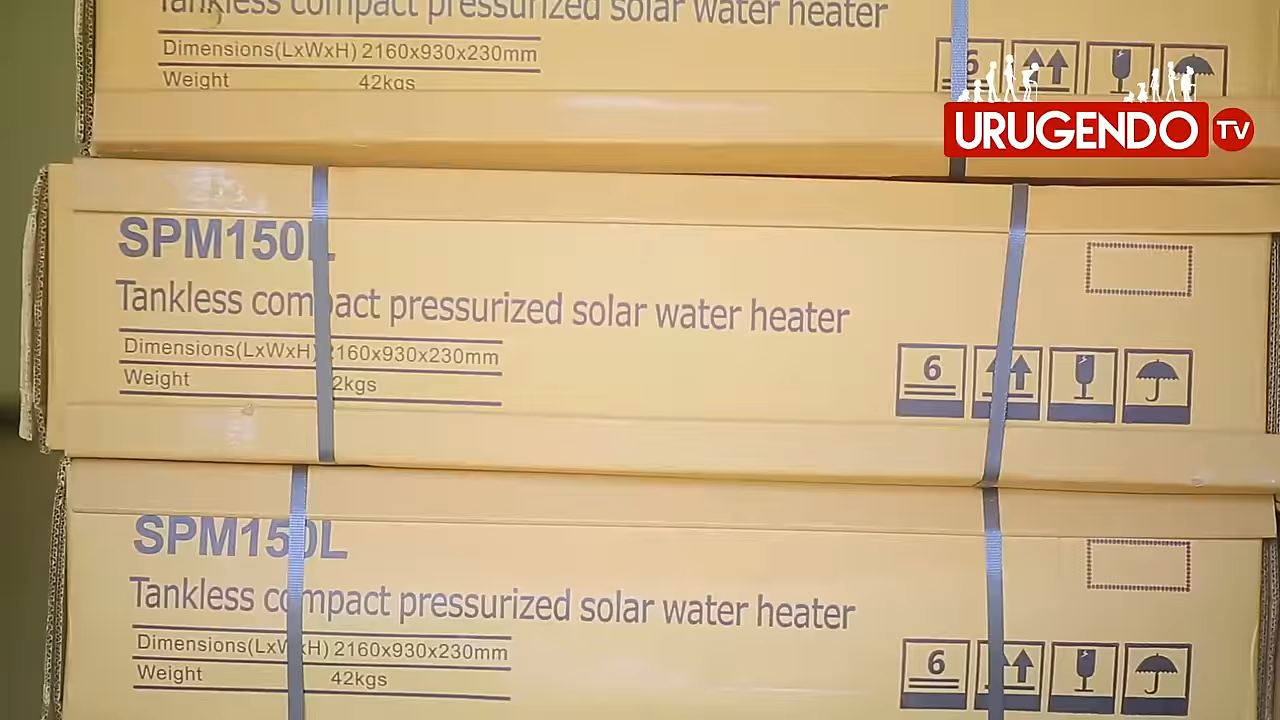 Tankless compact pressurized solar water heater
Dimensions(LxWxH) 2160x930x230mm
Weight 42kgs
6
URUGENDO TV
SPM150L
Tankless compact pressurized solar water heater
Dimensions(LxWxH) 2160x930x230mm
Weight 2kgs
6
SPM150L
Tankless compact pressurized solar water heater
Dimensions(LxWxH) 2160x930x230mm
Weight 42kgs
6